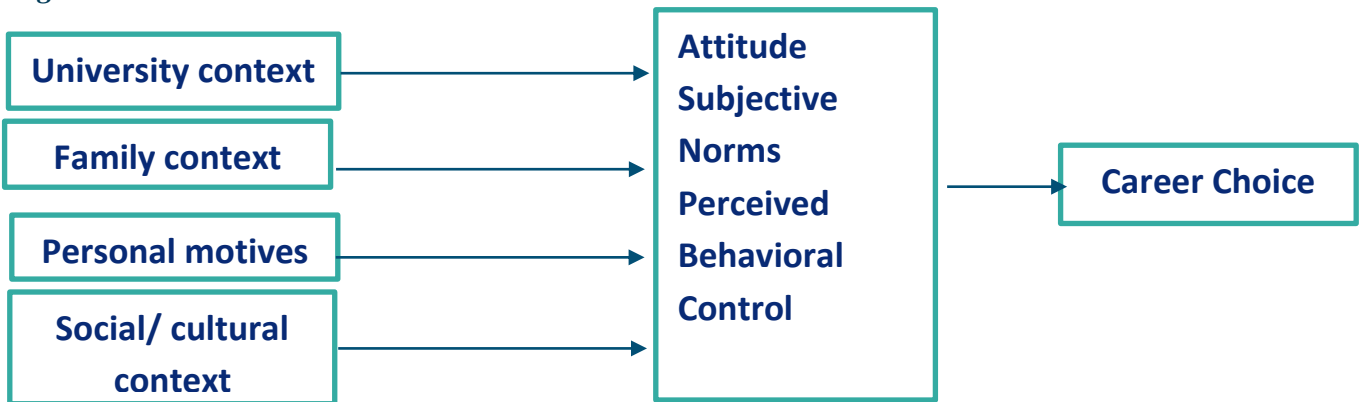 University context
Family context
Personal motives
Social/ cultural
context
Attitude
Subjective
Norms
Perceived
Behavioral
Control
Career Choice